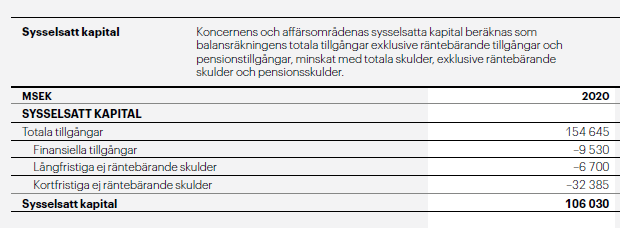 Sysselsatt kapital
Koncernens och affärsområdenas sysselsatta kapital beräknas som
balansräkningens totala tillgångar exklusive räntebärande tillgångar och
pensionstillgångar, minskat med totala skulder, exklusive räntebärande
skulder och pensionsskulder.
MSEK 2020
SYSSELSATT KAPITAL
Totala tillgångar 154 645
Finansiella tillgångar –9 530
Långfristiga ej räntebärande skulder –6 700
Kortfristiga ej räntebärande skulder –32 385
Sysselsatt kapital 106 030